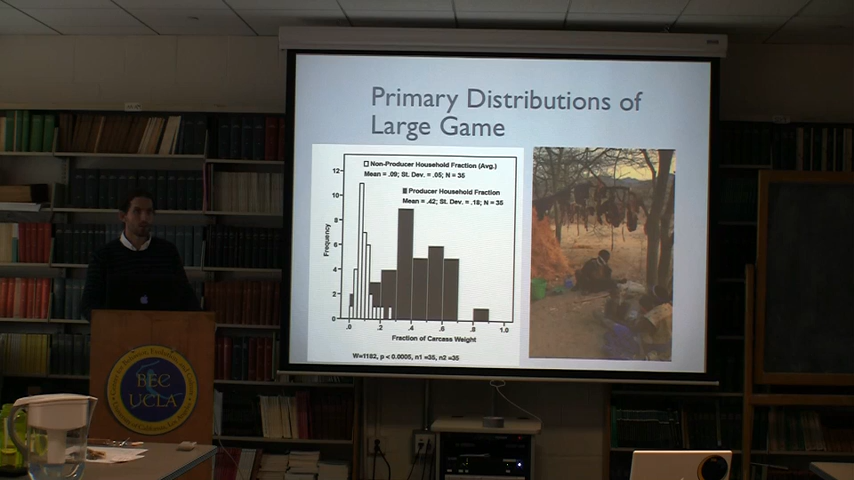 Primary Distributions of
Large Game
Non-Producer Household Fraction (Avg.)
Mean = .09; St. Dev. = .05; N = 35
Producer Household Fraction
Mean = .42; St. Dev. = .18; N = 35
Frequency
12
10
8
6
4
2
0
.0 .2 .4 .6 .8 1.0
Fraction of Carcass Weight
W=1182, p < 0.0005, n1 =35, n2 =35
BEC
UCLA